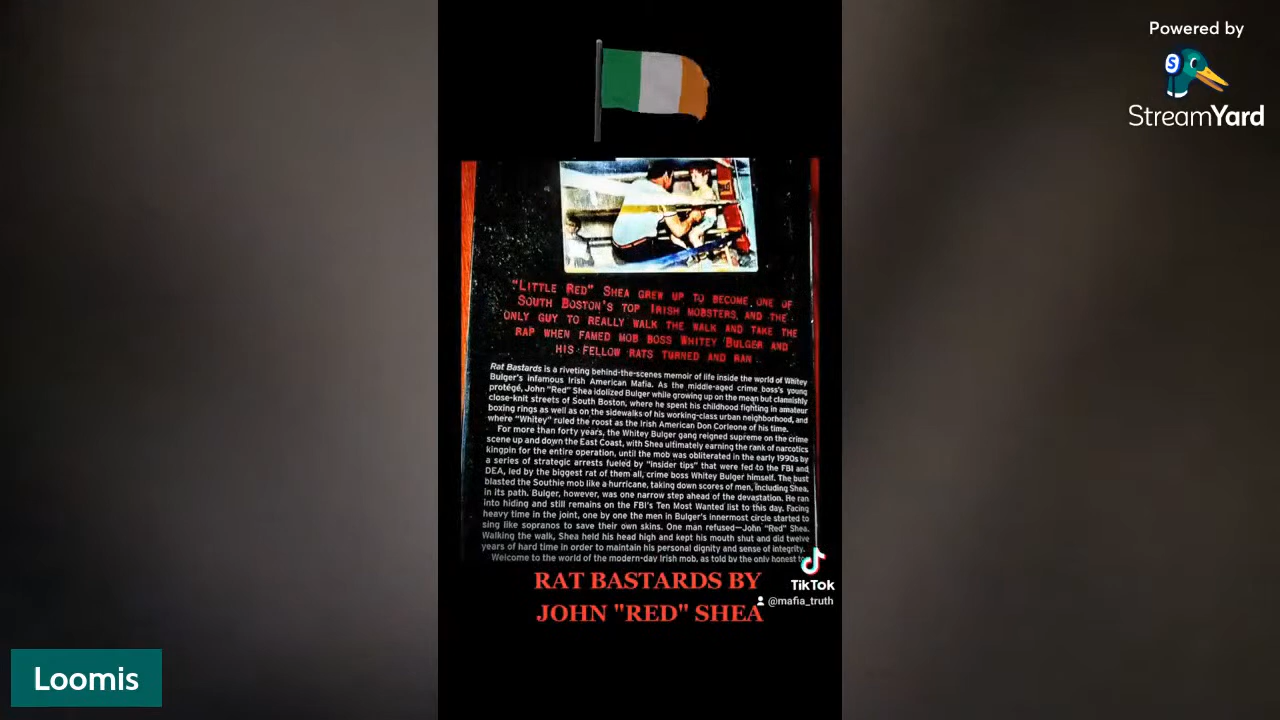 Powered by
StreamYard
"LITTLE RED" SHEA GREW UP TO BECOME ONE OF
SOUTH BOSTON'S TOP IRISH MOBSTERS, AND THE
ONLY GUY TO REALLY WALK THE WALK AND TAKE THE
RAP WHEN FAMED MOB BOSS WHITEY BULGER AND
HIS FELLOW RATS TURNED AND RAN
Rat Bastards is a riveting behind-the-scenes memoir of life inside the world of Whitey
Bulger's infamous Irish American Mafia. As the middle-aged crime boss's young
protégé, John "Red" Shea idolized Bulger while growing up on the mean but clannishly
close-knit streets of South Boston, where he spent his childhood fighting in amateur
boxing rings as well as on the sidewalks of his working-class urban neighborhood, and
where "Whitey" ruled the roost as the Irish American Don Corleone of his time.
For more than forty years, the Whitey Bulger gang reigned supreme on the crime
scene up and down the East Coast, with Shea ultimately earning the rank of narcotics
kingpin for the entire operation, until the mob was obliterated in the early 1990s by
a series of strategic arrests fueled by "insider tips" that were fed to the FBI and
DEA, led by the biggest rat of them all, crime boss Whitey Bulger himself. The bust
blasted the Southie mob like a hurricane, taking down scores of men, including Shea,
in its path. Bulger, however, was one narrow step ahead of the devastation. He ran
into hiding and still remains on the FBI's Ten Most Wanted list to this day. Facing
heavy time in the joint, one by one the men in Bulger's innermost circle started to
sing like sopranos to save their own skins. One man refused—John "Red" Shea.
Walking the walk, Shea held his head high and kept his mouth shut and did twelve
years of hard time in order to maintain his personal dignity and sense of integrity.
Welcome to the world of the modern-day Irish mob, as told by the only honest
TikTok
@mafia_truth
RAT BASTARDS BY
JOHN "RED" SHEA
Loomis